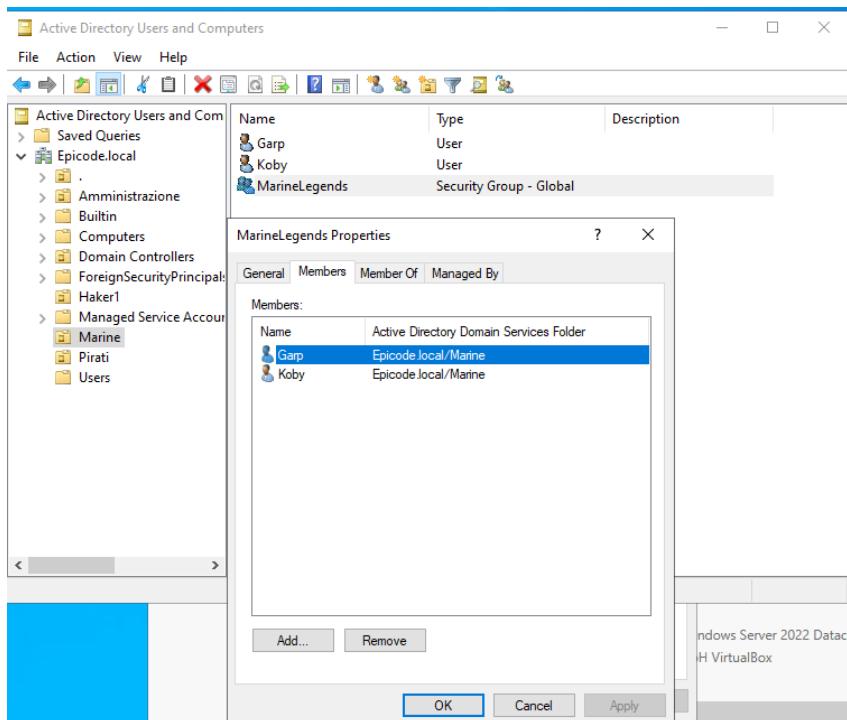 Active Directory Users and Computers
File Action View Help
Active Directory Users and Com
Saved Queries
Epicode.local
.
Amministrazione
Builtin
Computers
Domain Controllers
ForeignSecurityPrincipals
Haker1
Managed Service Accour
Marine
Pirati
Users
Name Type Description
Garp User
Koby User
MarineLegends Security Group - Global
MarineLegends Properties
General Members Member Of Managed By
Members:
Name Active Directory Domain Services Folder
Garp Epicode.local/Marine
Koby Epicode.local/Marine
Add... Remove
OK Cancel Apply
ndows Server 2022 Datac
H VirtualBox